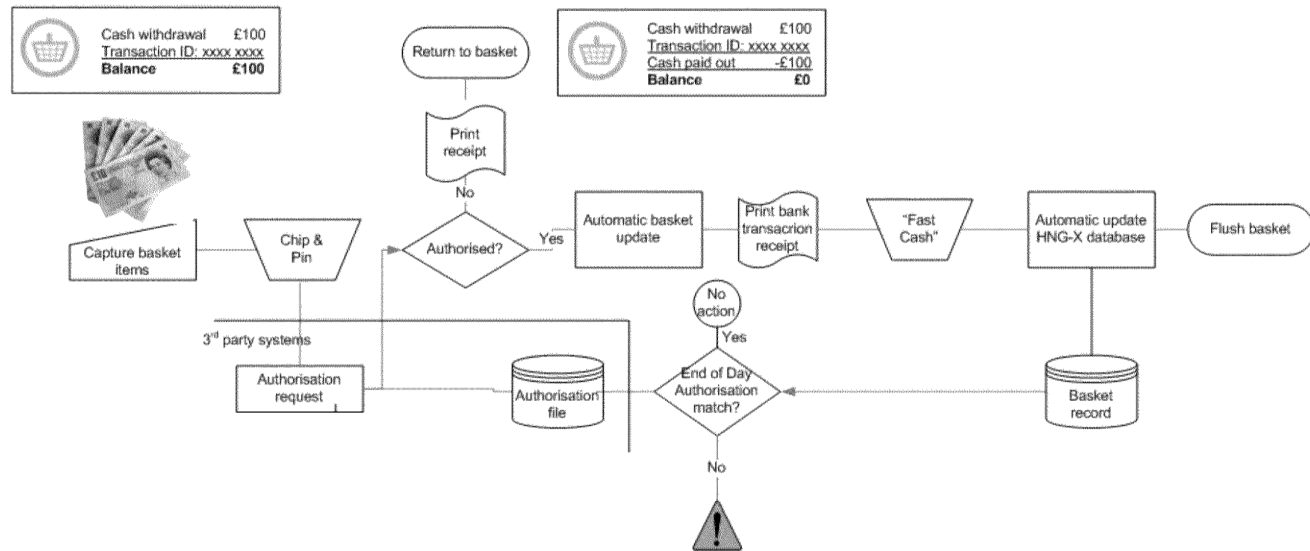 Cash withdrawal £100
Transaction ID: xxxx xxxx
Balance £100
Return to basket
Cash withdrawal £100
Transaction ID: xxxx xxxx
Cash paid out -£100
Balance £0
Print
receipt
No
£10
Capture basket
items
Chip &
Pin
Authorised?
Yes
Automatic basket
update
Print bank
transacrion
receipt
"Fast
Cash"
Automatic update
HNG-X database
Flush basket
No
action
Yes
3rd party systems
Authorisation
request
Authorisation
file
End of Day
Authorisation
match?
Basket
record
No
!